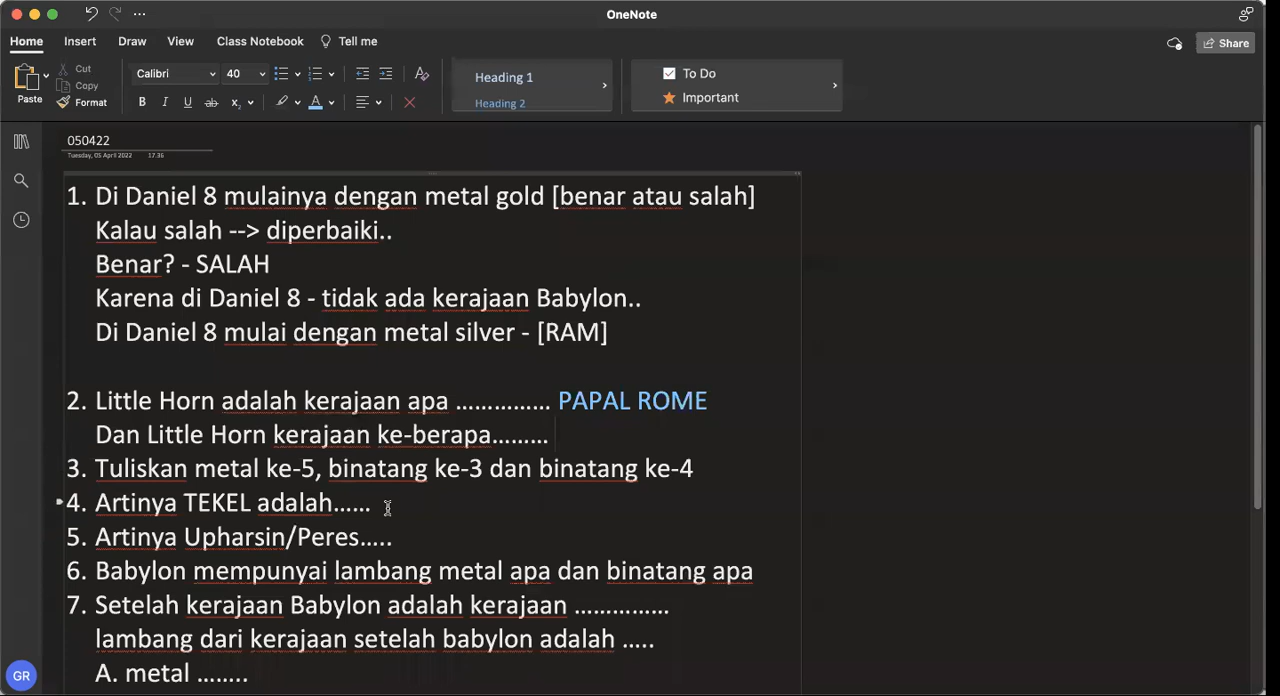 OneNote
Home Insert Draw View Class Notebook Tell me
Share
Paste
Cut
Copy
Format
Calibri 40
B I U ab x₂ A
Heading 1
Heading 2
To Do
Important
050422
Tuesday, 05 April 2022 17.36
1. Di Daniel 8 mulainya dengan metal gold [benar atau salah]
Kalau salah --> diperbaiki..
Benar? - SALAH
Karena di Daniel 8 - tidak ada kerajaan Babylon..
Di Daniel 8 mulai dengan metal silver - [RAM]
2. Little Horn adalah kerajaan apa …………… PAPAL ROME
Dan Little Horn kerajaan ke-berapa………
3. Tuliskan metal ke-5, binatang ke-3 dan binatang ke-4
4. Artinya TEKEL adalah……
5. Artinya Upharsin/Peres…..
6. Babylon mempunyai lambang metal apa dan binatang apa
7. Setelah kerajaan Babylon adalah kerajaan ……………
lambang dari kerajaan setelah babylon adalah …..
A. metal ……..
GR